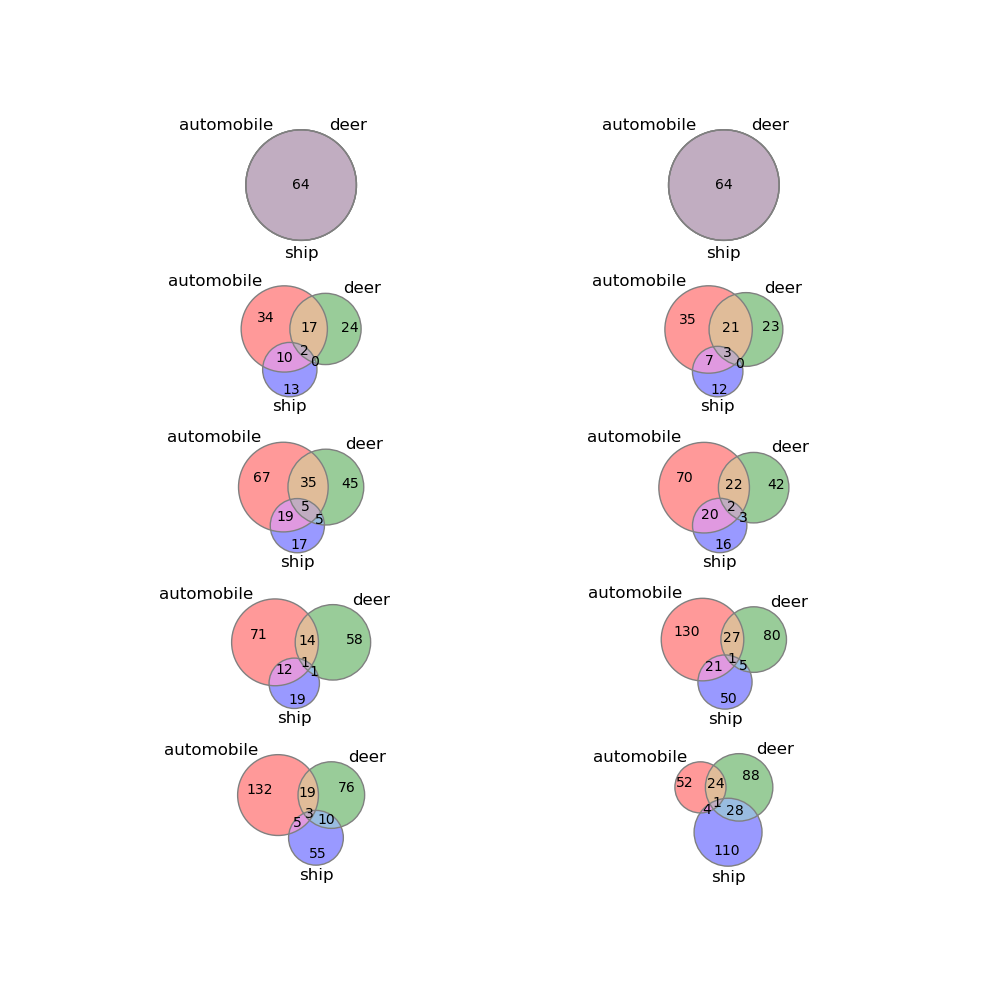 automobile deer
64
ship
automobile deer
64
ship
automobile
deer
34 17 24
2
10 0
13
ship
automobile
deer
35 21 23
3
7 0
12
ship
automobile
deer
67 35 45
5
19 5
17
ship
automobile
deer
70 22 42
2
20 3
16
ship
automobile
deer
71 14 58
1
12 1
19
ship
automobile
deer
130 27 80
1
21 5
50
ship
automobile
deer
132 19 76
3
5 10
55
ship
automobile
deer
52 24 88
1
4 28
110
ship